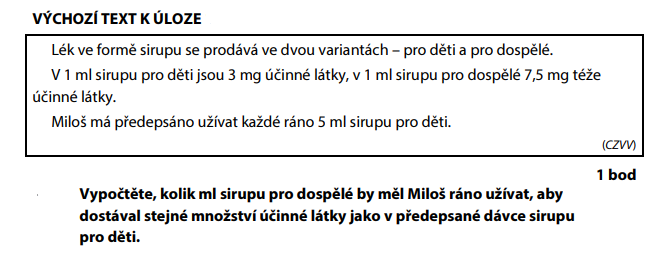 VÝCHOZÍ TEXT K ÚLOZE
Lék ve formě sirupu se prodává ve dvou variantách – pro děti a pro dospělé.
V 1 ml sirupu pro děti jsou 3 mg účinné látky, v 1 ml sirupu pro dospělé 7,5 mg téže
účinné látky.
Miloš má předepsáno užívat každé ráno 5 ml sirupu pro děti.
(CZVV)
1 bod
Vypočtěte, kolik ml sirupu pro dospělé by měl Miloš ráno užívat, aby
dostával stejné množství účinné látky jako v předepsané dávce sirupu
pro děti.